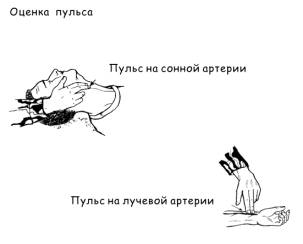 Оценка пульса
Пульс на сонной артерии
Пульс на лучевой артерии